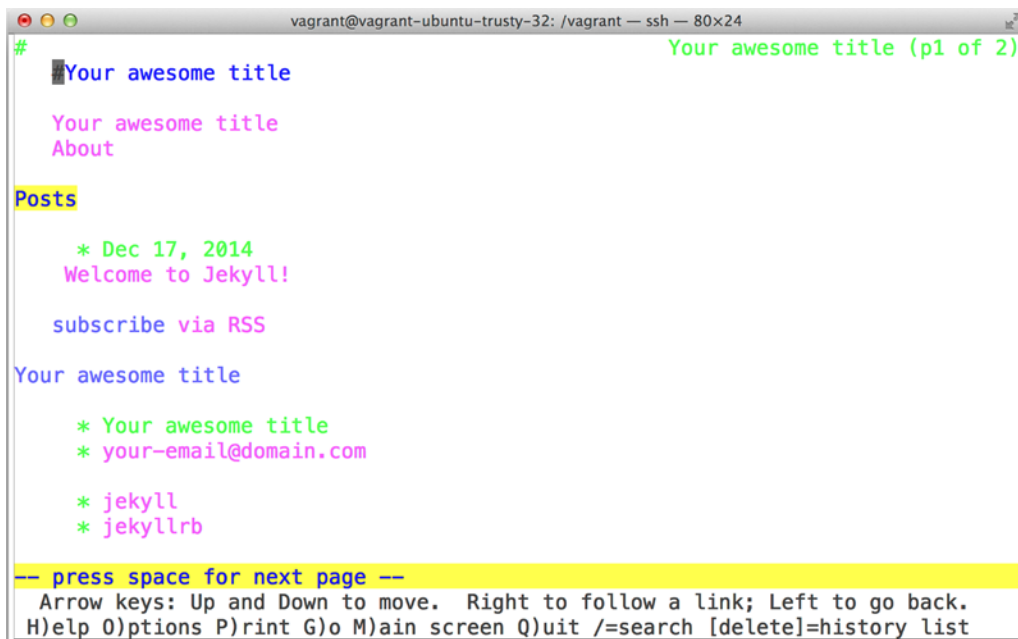 vagrant@vagrant-ubuntu-trusty-32: /vagrant — ssh — 80×24
# Your awesome title (p1 of 2)
#Your awesome title
Your awesome title
About
Posts
* Dec 17, 2014
Welcome to Jekyll!
subscribe via RSS
Your awesome title
* Your awesome title
* your-email@domain.com
* jekyll
* jekyllrb
-- press space for next page --
Arrow keys: Up and Down to move. Right to follow a link; Left to go back.
H)elp O)ptions P)rint G)o M)ain screen Q)uit /=search [delete]=history list